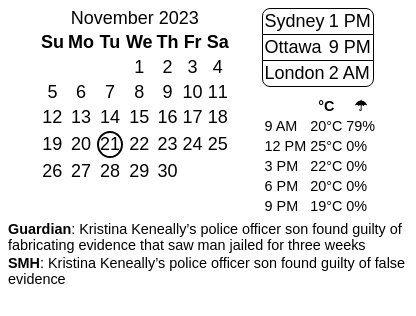 November 2023
Su Mo Tu We Th Fr Sa
1 2 3 4
5 6 7 8 9 10 11
12 13 14 15 16 17 18
19 20 21 22 23 24 25
26 27 28 29 30
Sydney 1 PM
Ottawa 9 PM
London 2 AM
°C ☂
9 AM 20°C 79%
12 PM 25°C 0%
3 PM 22°C 0%
6 PM 20°C 0%
9 PM 19°C 0%
Guardian: Kristina Keneally’s police officer son found guilty of
fabricating evidence that saw man jailed for three weeks
SMH: Kristina Keneally’s police officer son found guilty of false
evidence